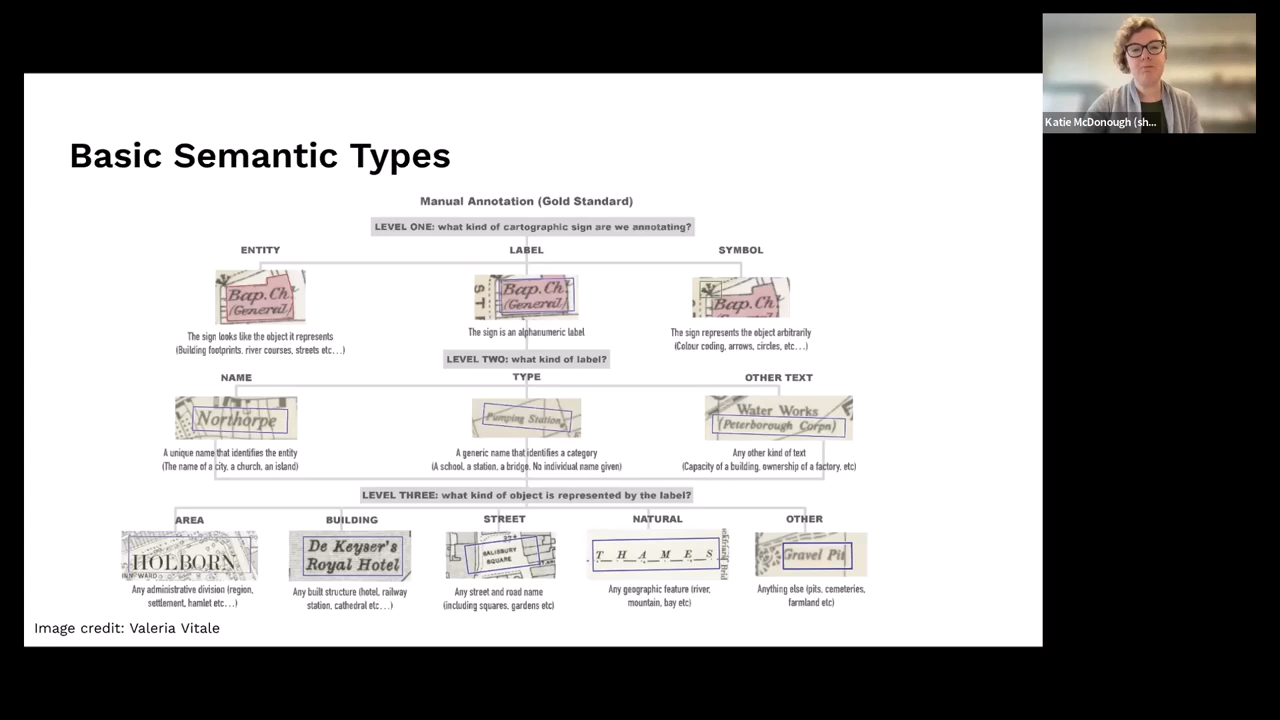 Katie McDonough (sh...
Basic Semantic Types
Manual Annotation (Gold Standard)
LEVEL ONE: what kind of cartographic sign are we annotating?
ENTITY
LABEL
SYMBOL
Bap. Ch.
(General)
S T
Bap. Ch.
(General)
Bap. Ch.
(General)
The sign looks like the object it represents
(Building footprints, river courses, streets etc...)
The sign is an alphanumeric label
The sign represents the object arbitrarily
(Colour coding, arrows, circles, etc...)
LEVEL TWO: what kind of label?
NAME
TYPE
OTHER TEXT
Northorpe
Pumping Station
Water Works
(Peterborough Corpn)
A unique name that identifies the entity
(The name of a city, a church, an island)
A generic name that identifies a category
(A school, a station, a bridge. No individual name given)
Any other kind of text
(Capacity of a building, ownership of a factory, etc)
LEVEL THREE: what kind of object is represented by the label?
AREA
BUILDING
STREET
NATURAL
OTHER
HOLBORN
INN WARD
De Keyser's
Royal Hotel
SALISBURY
SQUARE
T H A M E S
Gravel Pit
Any administrative division (region,
settlement, hamlet etc...)
Any built structure (hotel, railway
station, cathedral etc...)
Any street and road name
(including squares, gardens etc)
Any geographic feature (river,
mountain, bay etc)
Anything else (pits, cemeteries,
farmland etc)
Image credit: Valeria Vitale